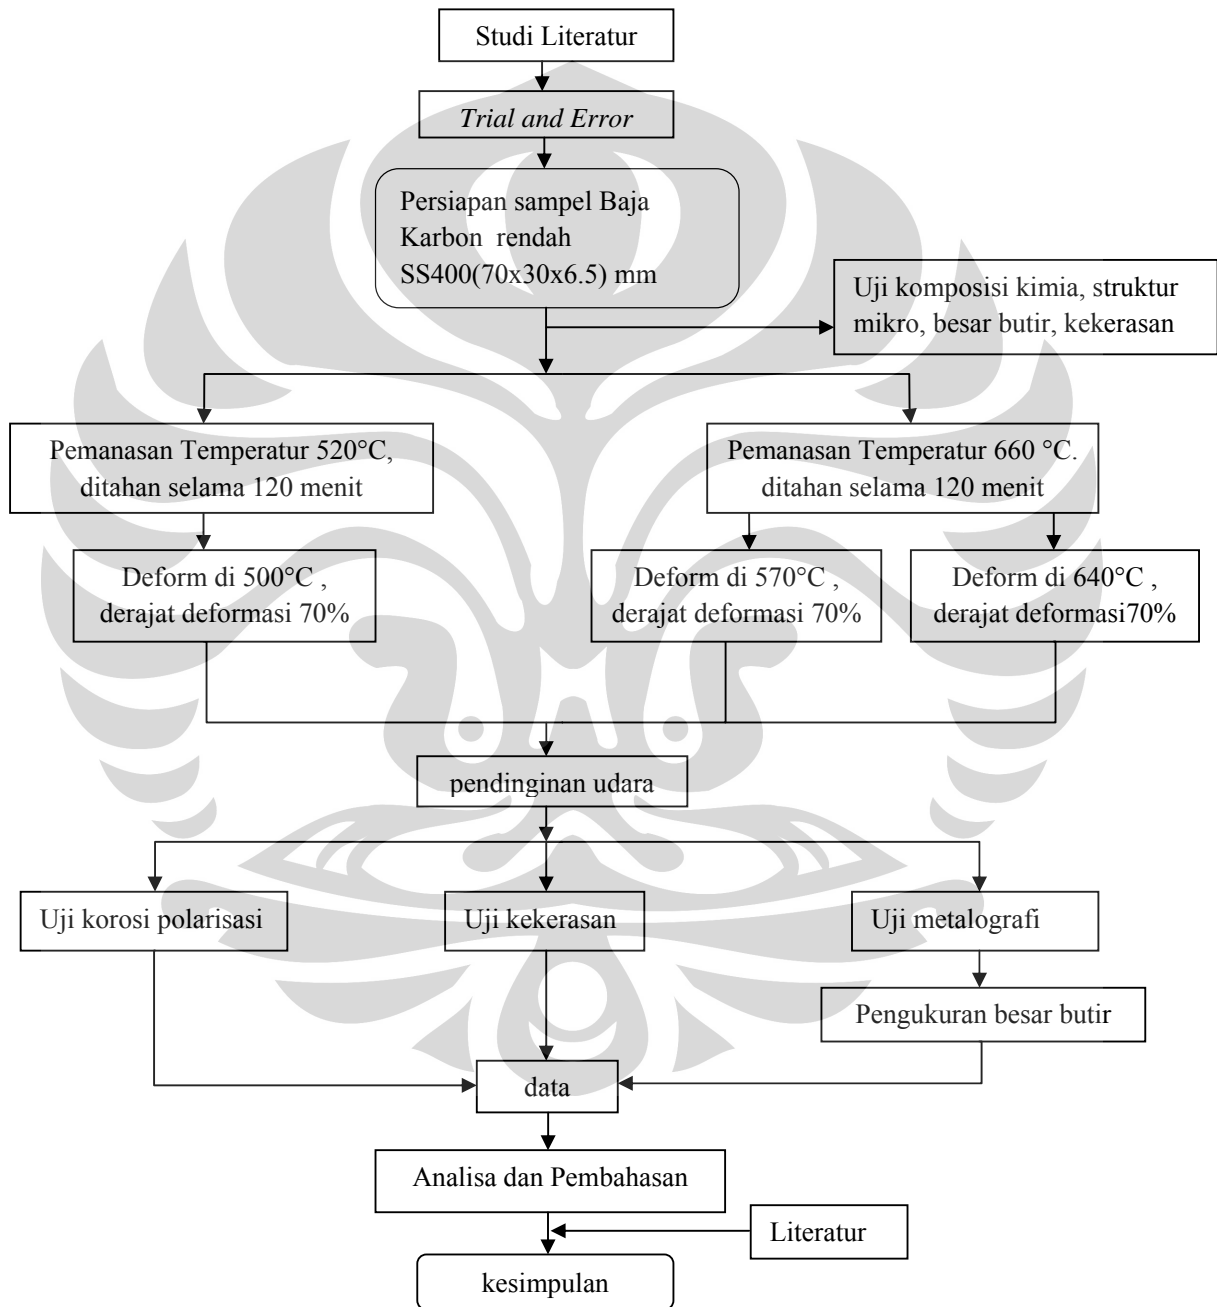 Studi Literatur
Trial and Error
Persiapan sampel Baja
Karbon rendah
SS400(70x30x6.5) mm
Uji komposisi kimia, struktur
mikro, besar butir, kekerasan
Pemanasan Temperatur 520°C,
ditahan selama 120 menit
Pemanasan Temperatur 660 °C.
ditahan selama 120 menit
Deform di 500°C ,
derajat deformasi 70%
Deform di 570°C ,
derajat deformasi 70%
Deform di 640°C ,
derajat deformasi70%
pendinginan udara
Uji korosi polarisasi
Uji kekerasan
Uji metalografi
Pengukuran besar butir
data
Analisa dan Pembahasan
Literatur
kesimpulan